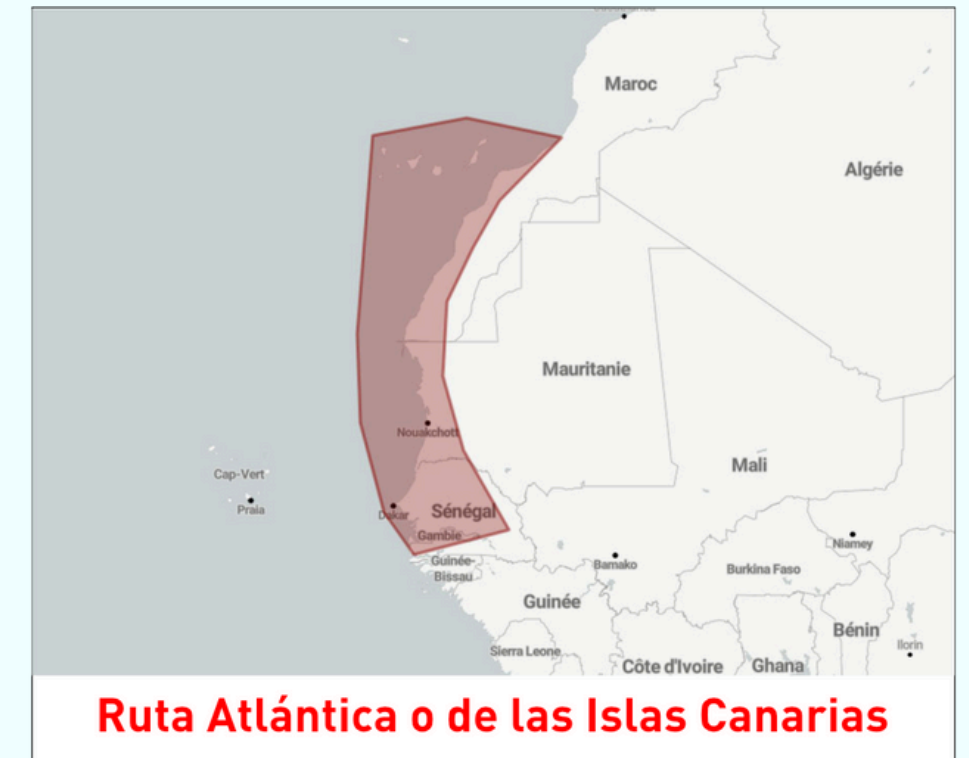 Maroc
Algérie
Mauritanie
Nouakchott
Mali
Cap-Vert
Praia
Dakar
Sénégal
Gambie
Guinée-
Bissau
Bamako
Niamey
Burkina Faso
Guinée
Bénin
Ilorin
Sierra Leone
Côte d'Ivoire
Ghana
Ruta Atlántica o de las Islas Canarias